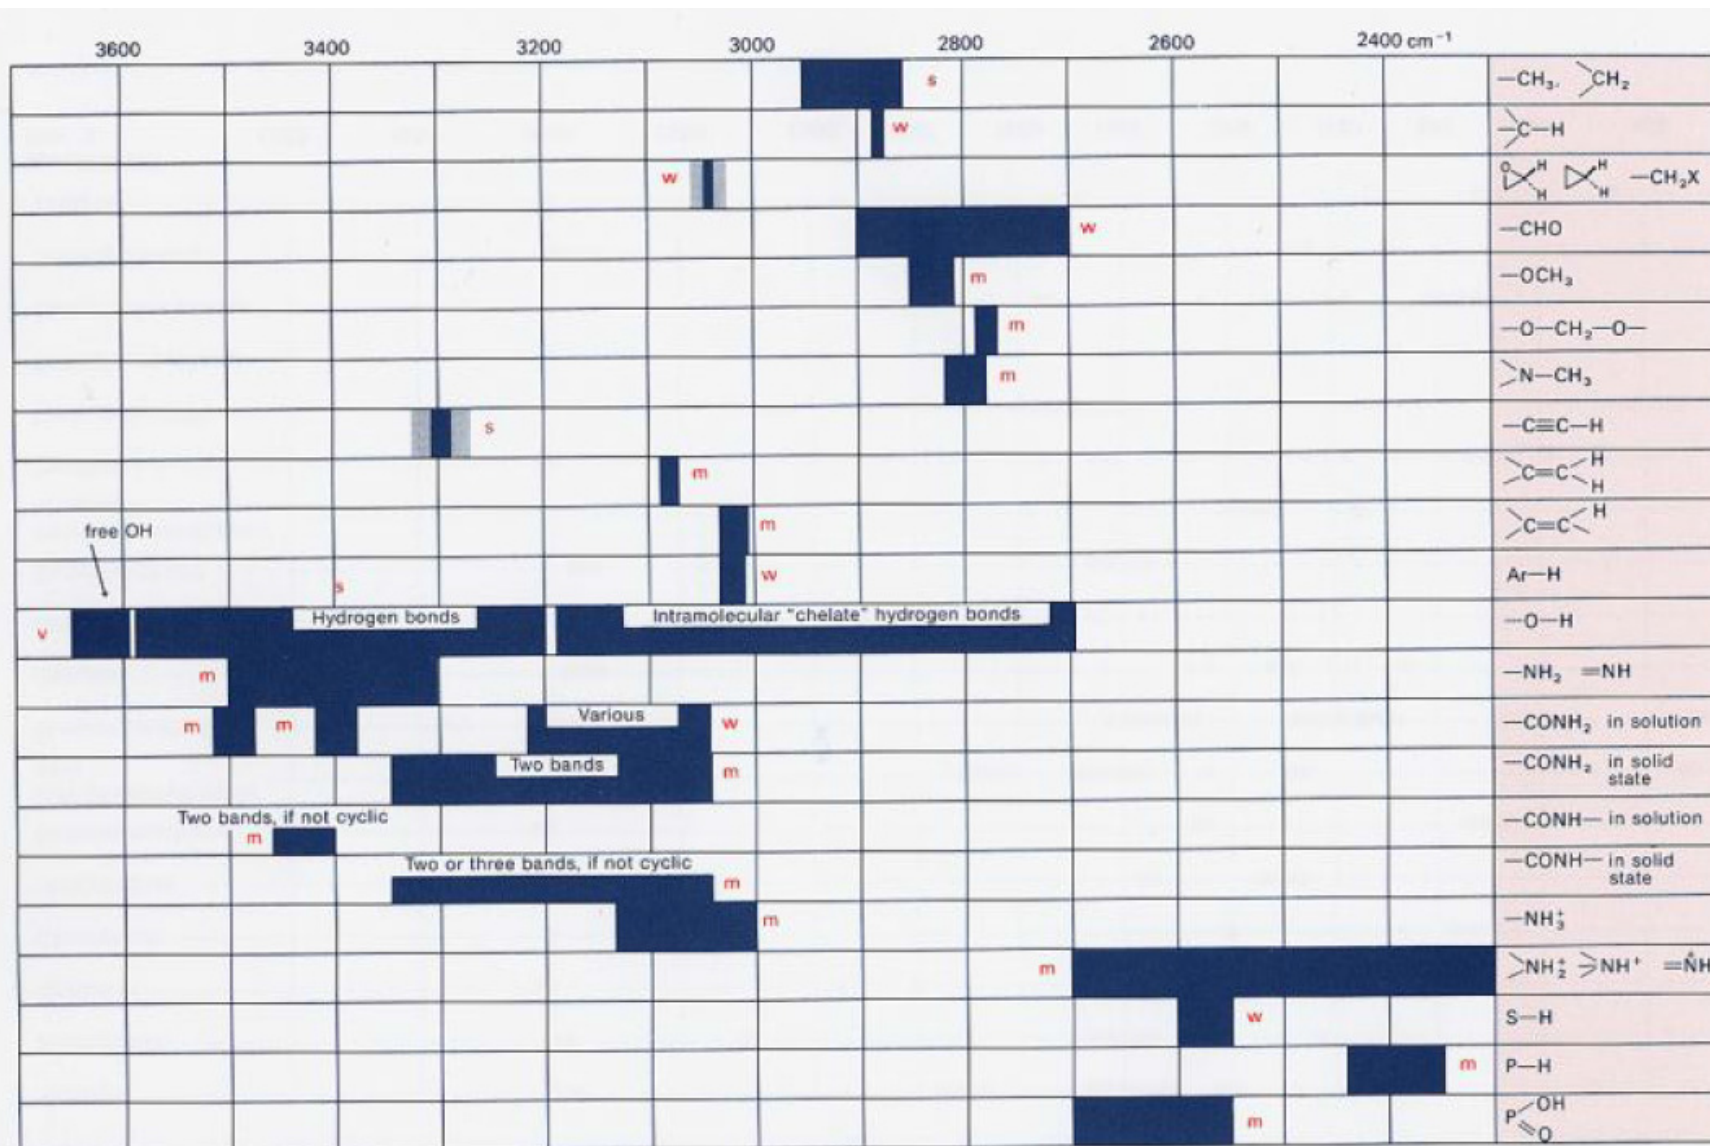 3600 3400 3200 3000 2800 2600 2400 cm⁻¹
s —CH₃. >CH₂
w >C—H
w O H H H H —CH₂X
w —CHO
m —OCH₃
m —O—CH₂—O—
m >N—CH₃
s —C≡C—H
m >C=C< H H
free OH m >C=C< H
s w Ar—H
v Hydrogen bonds Intramolecular "chelate" hydrogen bonds —O—H
m —NH₂ =NH
m m Various w —CONH₂ in solution
Two bands m —CONH₂ in solid
state
Two bands, if not cyclic
m —CONH— in solution
Two or three bands, if not cyclic
m —CONH— in solid
state
m —NH₃⁺
m >NH₂⁺ ≥NH⁺ =N⁺H
w S—H
m P—H
m P OH O